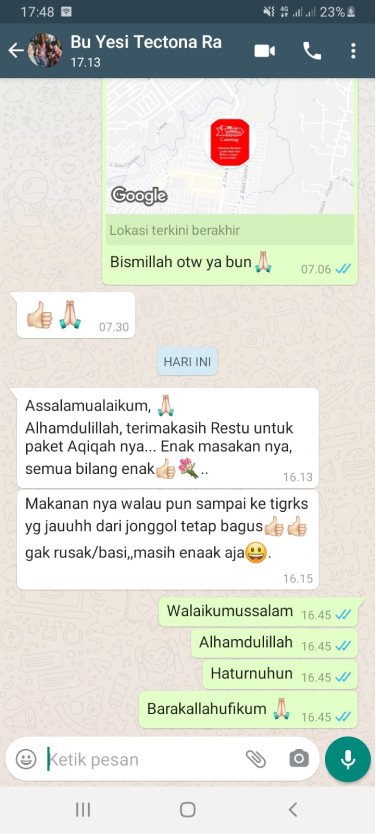 17:48
4G
23%
Bu Yesi Tectona Ra
17.13
Catering
Google
Lokasi terkini berakhir
Bismillah otw ya bun🙏🏻 07.06
👍🏻🙏🏻 07.30
HARI INI
Assalamualaikum, 🙏🏻
Alhamdulillah, terimakasih Restu untuk
paket Aqiqah nya... Enak masakan nya,
semua bilang enak👍🏻💐..
16.13
Makanan nya walau pun sampai ke tigrks
yg jauuhh dari jonggol tetap bagus👍🏻👍🏻
gak rusak/basi,,masih enaak aja😃.
16.15
Walaikumussalam 16.45
Alhamdulillah 16.45
Haturnuhun 16.45
Barakallahufikum 🙏🏻 16.45
Ketik pesan